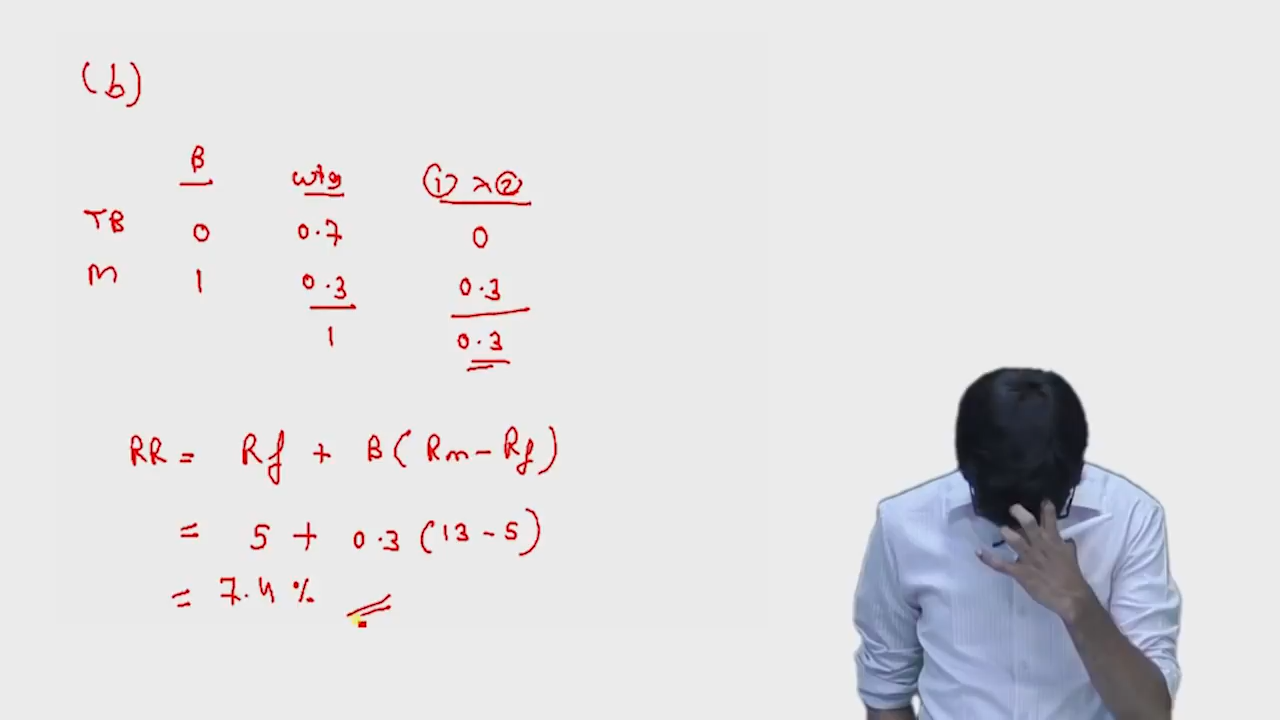 (b)
B wtg ① x ②
TB 0 0.7 0
M 1 0.3 0.3
1 0.3
RR = Rf + B (Rm - Rf)
= 5 + 0.3 (13 - 5)
= 7.4 %